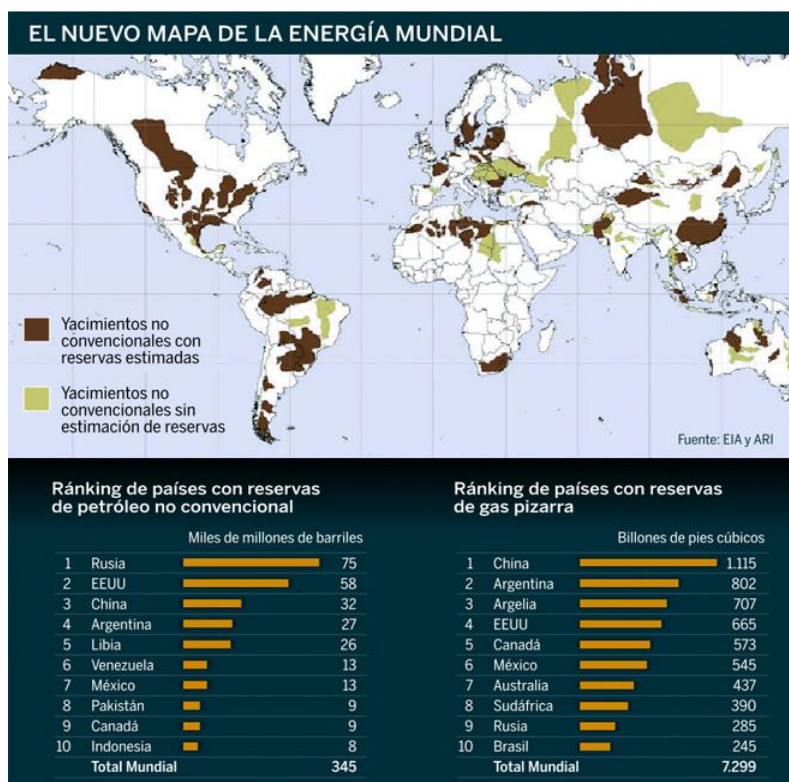 EL NUEVO MAPA DE LA ENERGÍA MUNDIAL
Yacimientos no
convencionales con
reservas estimadas
Yacimientos no
convencionales sin
estimación de reservas
Fuente: EIA y ARI
Ránking de países con reservas
de petróleo no convencional
Miles de millones de barriles
1 Rusia 75
2 EEUU 58
3 China 32
4 Argentina 27
5 Libia 26
6 Venezuela 13
7 México 13
8 Pakistán 9
9 Canadá 9
10 Indonesia 8
Total Mundial 345
Ránking de países con reservas
de gas pizarra
Billones de pies cúbicos
1 China 1.115
2 Argentina 802
3 Argelia 707
4 EEUU 665
5 Canadá 573
6 México 545
7 Australia 437
8 Sudáfrica 390
9 Rusia 285
10 Brasil 245
Total Mundial 7.299